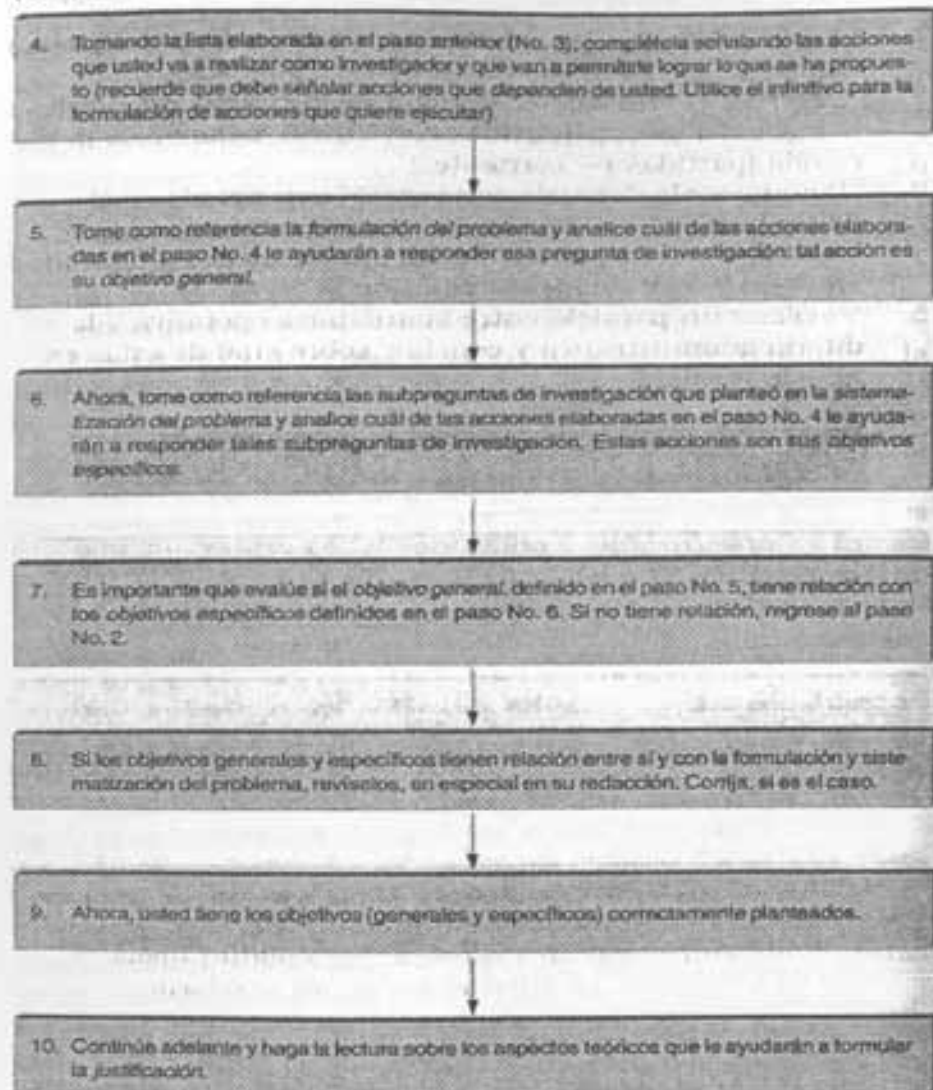 4. Tomando la lista elaborada en el paso anterior (No. 3), complétela señalando las acciones
que usted va a realizar como investigador y que van a permitirle lograr lo que se ha propues-
to (recuerde que debe señalar acciones que dependen de usted. Utilice el infinitivo para la
formulación de acciones que quiere ejecutar)
5. Tome como referencia la formulación del problema y analice cuál de las acciones elabora-
das en el paso No. 4 le ayudarán a responder esa pregunta de investigación: tal acción es
su objetivo general.
6. Ahora, tome como referencia las subpreguntas de investigación que planteó en la sistema-
tización del problema y analice cuál de las acciones elaboradas en el paso No. 4 le ayuda-
rán a responder tales subpreguntas de investigación. Estas acciones son sus objetivos
específicos.
7. Es importante que evalúe si el objetivo general, definido en el paso No. 5, tiene relación con
los objetivos específicos definidos en el paso No. 6. Si no tiene relación, regrese al paso
No. 2.
8. Si los objetivos generales y específicos tienen relación entre sí y con la formulación y siste
matización del problema, revíselos, en especial en su redacción. Corrija, si es el caso.
9. Ahora, usted tiene los objetivos (generales y específicos) correctamente planteados.
10. Continúe adelante y haga la lectura sobre los aspectos teóricos que le ayudarán a formular
la justificación.